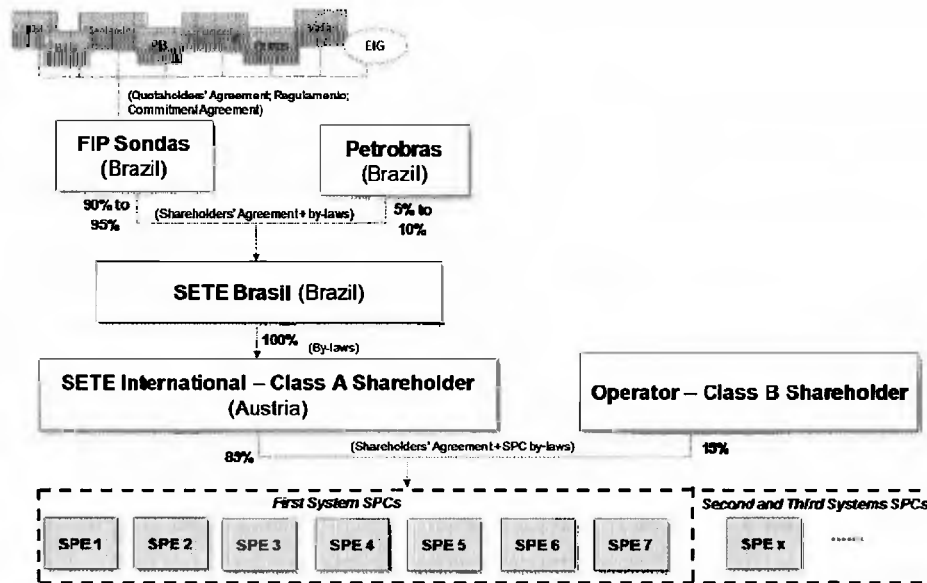 Santander
EIG
(Quotaholders' Agreement; Regulamento;
Commitment Agreement)
FIP Sondas
(Brazil)
Petrobras
(Brazil)
90% to
95%
(Shareholders' Agreement + by-laws)
5% to
10%
SETE Brasil (Brazil)
100%
(By-laws)
SETE International – Class A Shareholder
(Austria)
Operator – Class B Shareholder
85%
(Shareholders' Agreement + SPC by-laws)
15%
First System SPCs
Second and Third Systems SPCs
SPE 1
SPE 2
SPE 3
SPE 4
SPE 5
SPE 6
SPE 7
SPE x
......